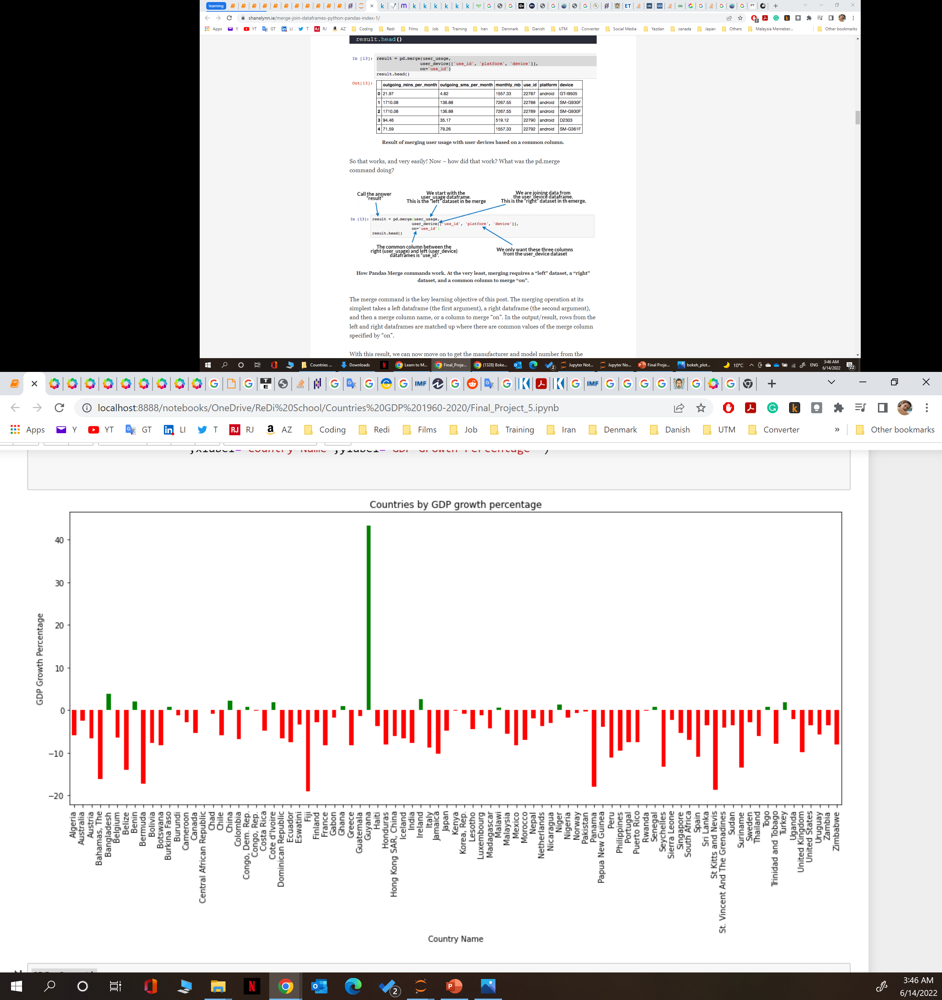 learning
shanelynn.ie/merge-join-dataframes-python-pandas-index-1/
Apps Y YT GT LI T RJ AZ Coding Redi Films Job Training Iran Denmark Danish UTM Converter Social Media Yazdan canada Japan Others Malaysia Memeber... Other bookmarks
result.head()
In [13]: result = pd.merge(user_usage,
user_device[['use_id', 'platform', 'device']],
on='use_id')
result.head()
Out[13]:
outgoing_mins_per_month outgoing_sms_per_month monthly_mb use_id platform device
0 21.97 4.82 1557.33 22787 android GT-I9505
1 1710.08 136.88 7267.55 22788 android SM-G930F
2 1710.08 136.88 7267.55 22789 android SM-G930F
3 94.46 35.17 519.12 22790 android D2303
4 71.59 79.26 1557.33 22792 android SM-G361F
Result of merging user usage with user devices based on a common column.
So that works, and very easily! Now – how did that work? What was the pd.merge
command doing?
Call the answer
"result"
We start with the
user_usage dataframe.
This is the "left" dataset in he merge
We are joining data from
the user_device dataframe.
This is the "right" dataset in th emerge.
In [13]: result = pd.merge(user_usage,
user_device[['use_id', 'platform', 'device']],
on='use_id')
result.head()
The common column between the
right (user_usage) and left (user_device)
dataframes is "use_id".
We only want these three columns
from the user_device dataset
How Pandas Merge commands work. At the very least, merging requires a “left” dataset, a “right”
dataset, and a common column to merge “on”.
The merge command is the key learning objective of this post. The merging operation at its
simplest takes a left dataframe (the first argument), a right dataframe (the second argument),
and then a merge column name, or a column to merge “on”. In the output/result, rows from the
left and right dataframes are matched up where there are common values of the merge column
specified by “on”.
With this result, we can now move on to get the manufacturer and model number from the
Countries ... Downloads Learn to M... Final_Proje... (1328) Boke... 2 Jupyter Not... Jupyter No... Final Proje... bokeh_plot... 10°C ENG 3:46 AM
6/14/2022 22
localhost:8888/notebooks/OneDrive/ReDi%20School/Countries%20GDP%201960-2020/Final_Project_5.ipynb
Apps Y YT GT LI T RJ AZ Coding Redi Films Job Training Iran Denmark Danish UTM Converter » Other bookmarks
Countries by GDP growth percentage
GDP Growth Percentage
40
30
20
10
0
−10
−20
Algeria
Australia
Austria
Bahamas, The
Bangladesh
Belgium
Belize
Benin
Bermuda
Bolivia
Botswana
Burkina Faso
Burundi
Cameroon
Canada
Central African Republic
Chad
Chile
China
Colombia
Congo, Dem. Rep.
Congo, Rep.
Costa Rica
Cote d'Ivoire
Dominican Republic
Ecuador
Eswatini
Fiji
Finland
France
Gabon
Ghana
Greece
Guatemala
Guyana
Haiti
Honduras
Hong Kong SAR, China
Iceland
India
Ireland
Italy
Jamaica
Japan
Kenya
Korea, Rep.
Lesotho
Luxembourg
Madagascar
Malawi
Malaysia
Mexico
Morocco
Nepal
Netherlands
Nicaragua
Niger
Nigeria
Norway
Pakistan
Panama
Papua New Guinea
Peru
Philippines
Portugal
Puerto Rico
Rwanda
Senegal
Seychelles
Sierra Leone
Singapore
South Africa
Spain
Sri Lanka
St Kitts and Nevis
St. Vincent And The Grenadines
Sudan
Suriname
Sweden
Thailand
Togo
Trinidad and Tobago
Turkey
Uganda
United Kingdom
United States
Uruguay
Zambia
Zimbabwe
Country Name
2
3:46 AM
6/14/2022